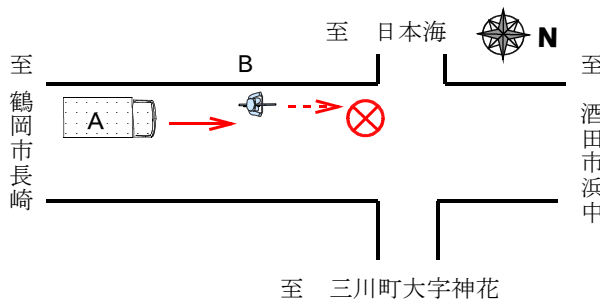 至 日本海
N
B
至 鶴岡市長崎
A
至 酒田市浜中
至 三川町大字神花